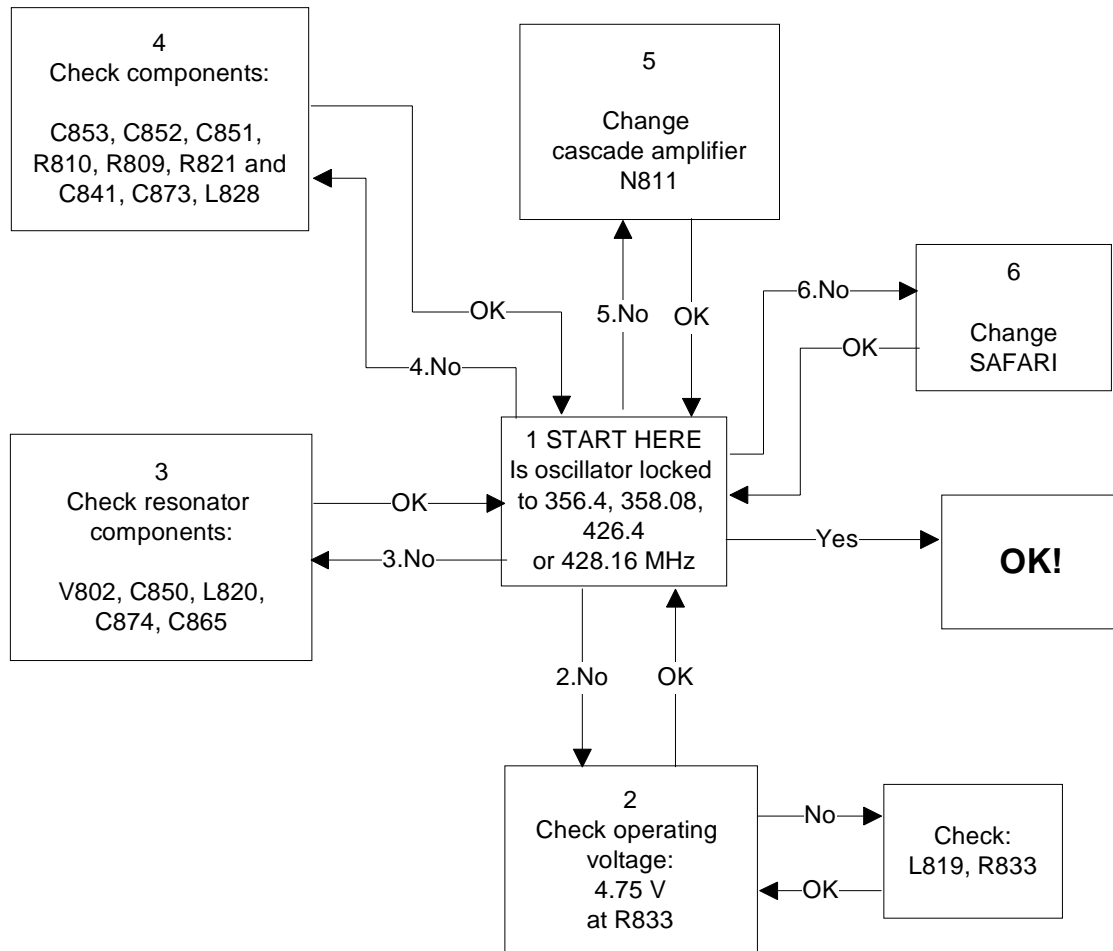 4
Check components:
C853, C852, C851,
R810, R809, R821 and
C841, C873, L828
5
Change
cascade amplifier
N811
6
Change
SAFARI
OK
4.No
5.No
OK
6.No
OK
3
Check resonator
components:
V802, C850, L820,
C874, C865
OK
3.No
1 START HERE
Is oscillator locked
to 356.4, 358.08,
426.4
or 428.16 MHz
Yes
OK!
2.No
OK
2
Check operating
voltage:
4.75 V
at R833
No
OK
Check:
L819, R833